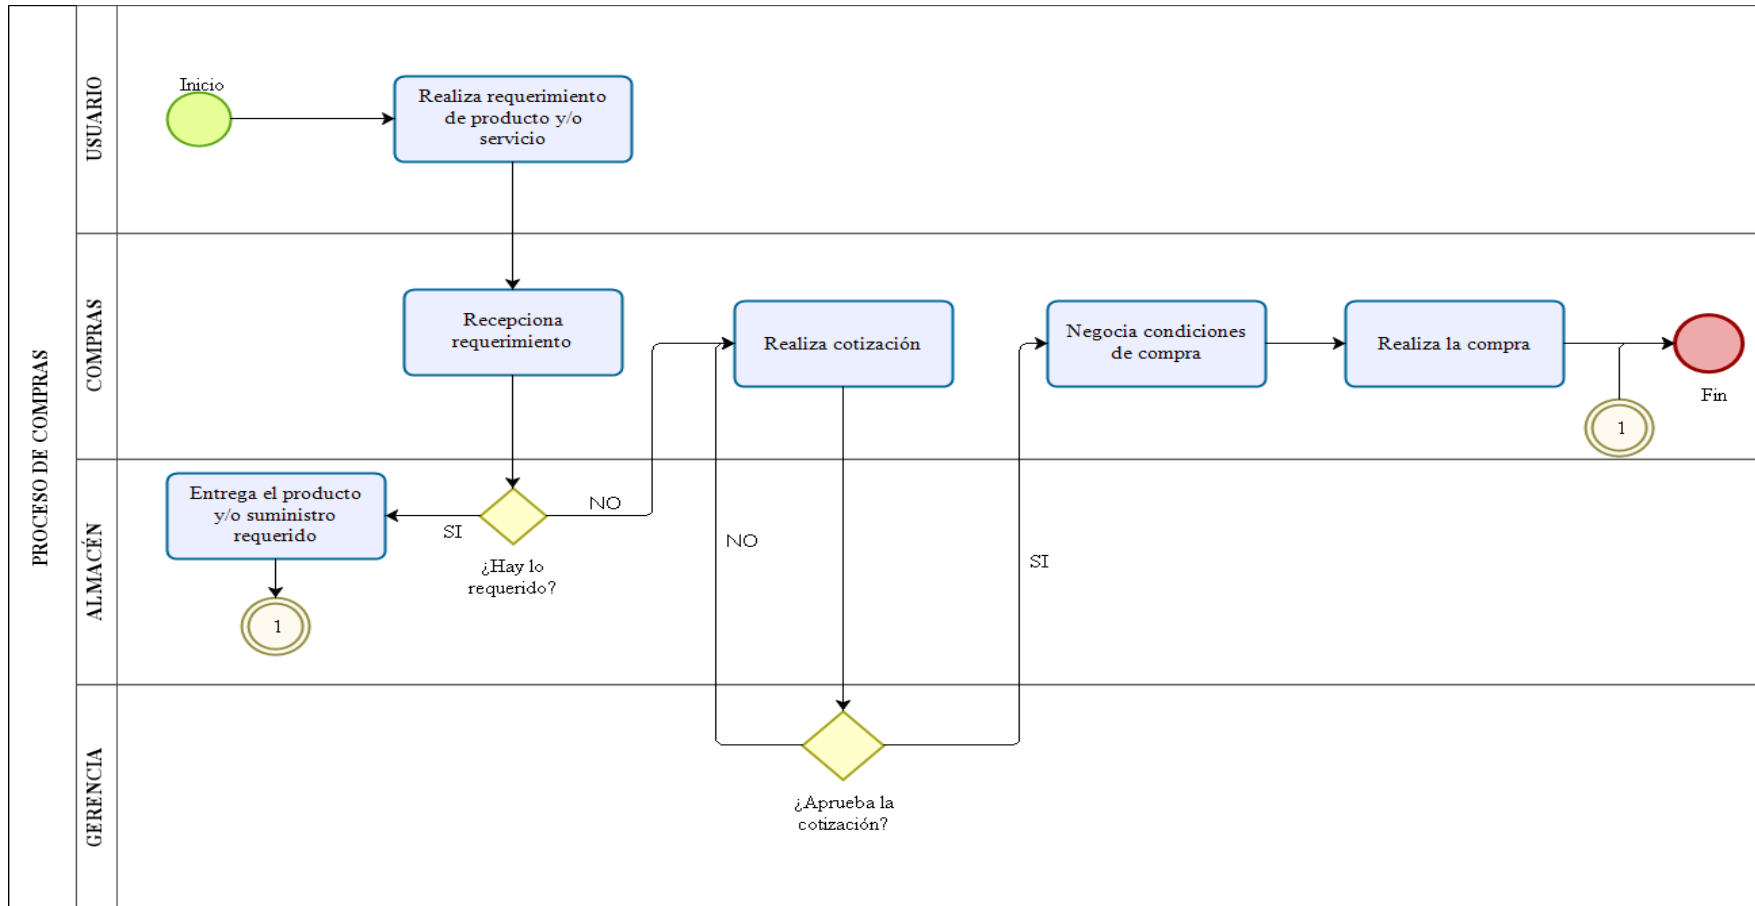 PROCESO DE COMPRAS
USUARIO
Inicio
Realiza requerimiento
de producto y/o
servicio
COMPRAS
Recepciona
requerimiento
Realiza cotización
Negocia condiciones
de compra
Realiza la compra
Fin
1
ALMACÉN
Entrega el producto
y/o suministro
requerido
SI
NO
¿Hay lo
requerido?
1
NO
SI
GERENCIA
¿Aprueba la
cotización?